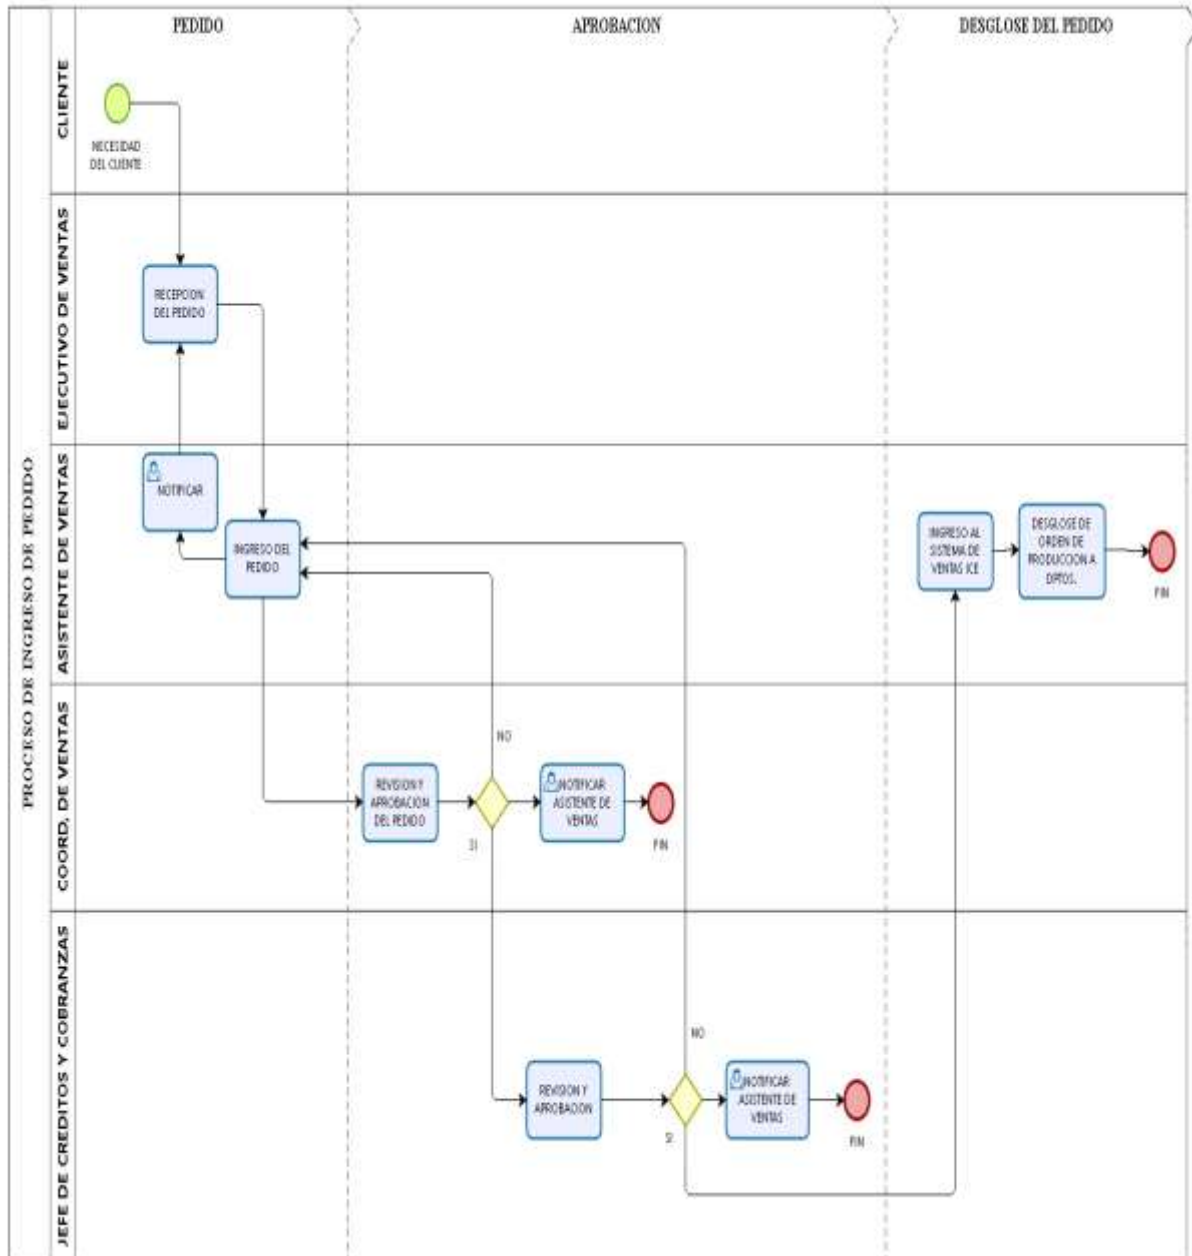 PEDIDO
APROBACION
DESGLOSE DEL PEDIDO
PROCESO DE INGRESO DE PEDIDO
CLIENTE
NECESIDAD
DEL CLIENTE
EJECUTIVO DE VENTAS
RECEPCION
DEL PEDIDO
ASISTENTE DE VENTAS
NOTIFICAR
INGRESO DEL
PEDIDO
INGRESO AL
SISTEMA DE
VENTAS ICE
DESGLOSE DE
ORDEN DE
PRODUCCION A
DPTOS.
FIN
COORD, DE VENTAS
NO
REVISION Y
APROBACION
DEL PEDIDO
SI
NOTIFICAR
ASISTENTE DE
VENTAS
FIN
JEFE DE CREDITOS Y COBRANZAS
NO
REVISION Y
APROBACION
SI
NOTIFICAR
ASISTENTE DE
VENTAS
FIN